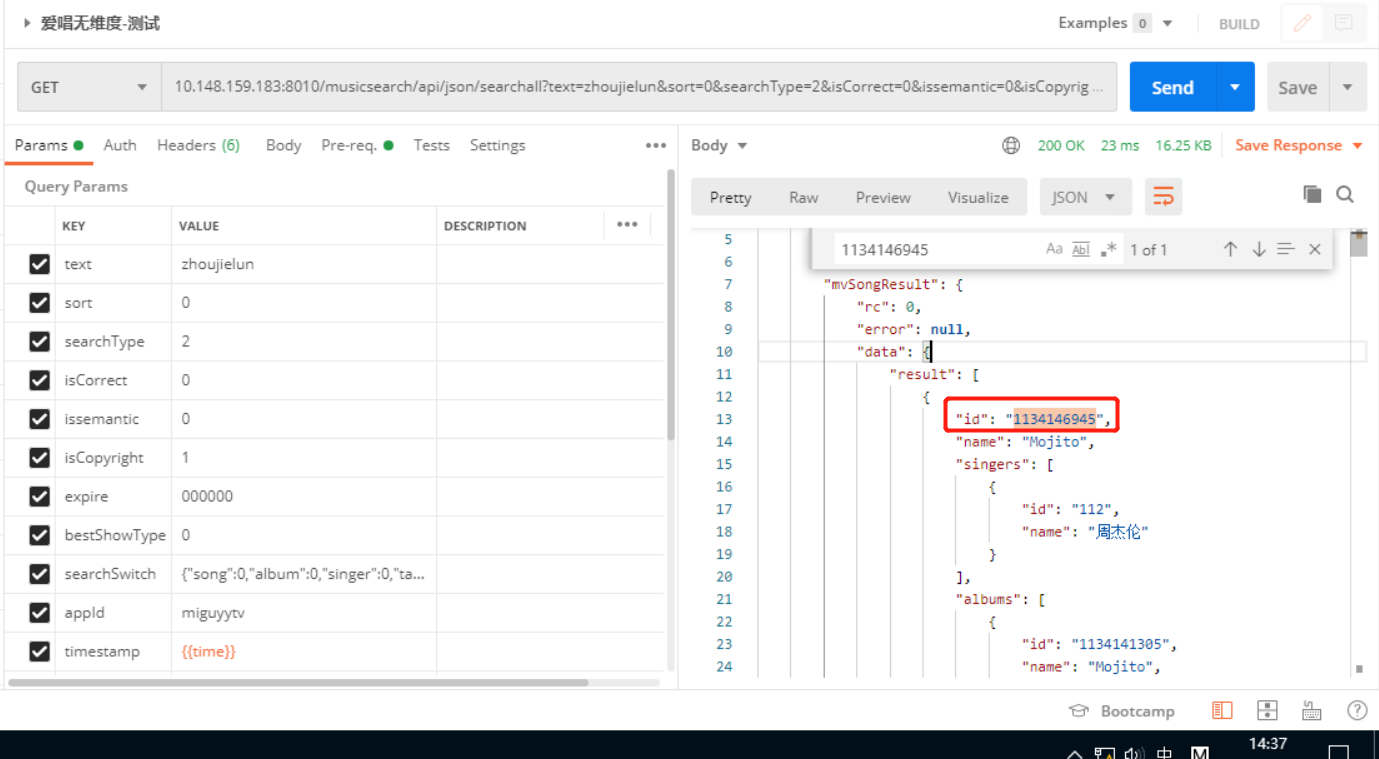 爱唱无维度-测试
Examples 0 BUILD
GET 10.148.159.183:8010/musicsearch/api/json/searchall?text=zhoujielun&sort=0&searchType=2&isCorrect=0&issemantic=0&isCopyrig ...
Send Save
Params Auth Headers (6) Body Pre-req. Tests Settings
Query Params
KEY VALUE DESCRIPTION
text zhoujielun
sort 0
searchType 2
isCorrect 0
issemantic 0
isCopyright 1
expire 000000
bestShowType 0
searchSwitch {"song":0,"album":0,"singer":0,"ta...
appId miguyytv
timestamp {{time}}
Body 200 OK 23 ms 16.25 KB Save Response
Pretty Raw Preview Visualize JSON
1134146945 Aa Abl .* 1 of 1
5
6
7 "mvSongResult": {
8 "rc": 0,
9 "error": null,
10 "data": {
11 "result": [
12 {
13 "id": "1134146945",
14 "name": "Mojito",
15 "singers": [
16 {
17 "id": "112",
18 "name": "周杰伦"
19 }
20 ],
21 "albums": [
22 {
23 "id": "1134141305",
24 "name": "Mojito",
Bootcamp
中 M 14:37